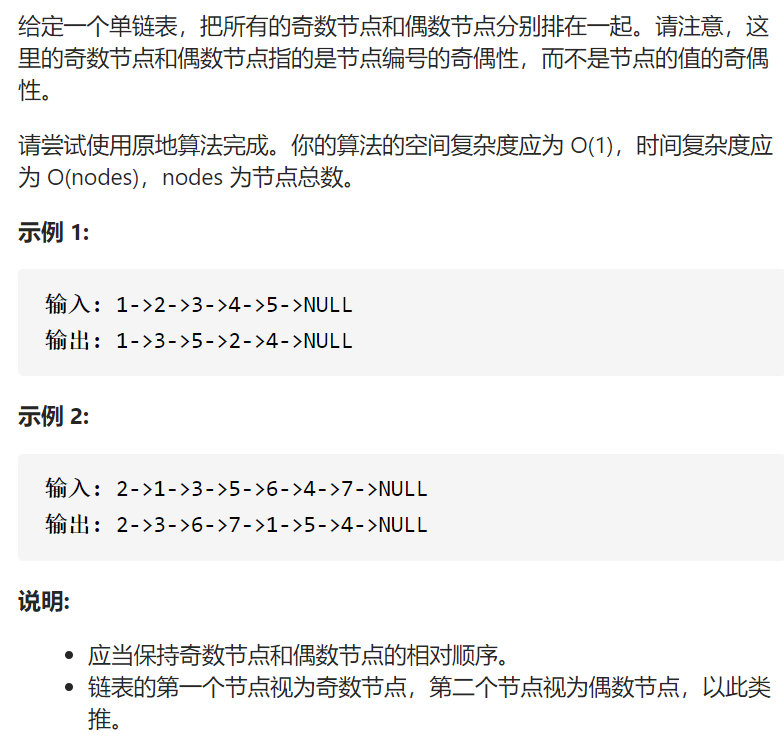 给定一个单链表，把所有的奇数节点和偶数节点分别排在一起。请注意，这
里的奇数节点和偶数节点指的是节点编号的奇偶性，而不是节点的值的奇偶
性。
请尝试使用原地算法完成。你的算法的空间复杂度应为 O(1)，时间复杂度应
为 O(nodes)，nodes 为节点总数。
示例 1:
输入: 1->2->3->4->5->NULL
输出: 1->3->5->2->4->NULL
示例 2:
输入: 2->1->3->5->6->4->7->NULL
输出: 2->3->6->7->1->5->4->NULL
说明:
• 应当保持奇数节点和偶数节点的相对顺序。
• 链表的第一个节点视为奇数节点，第二个节点视为偶数节点，以此类
推。